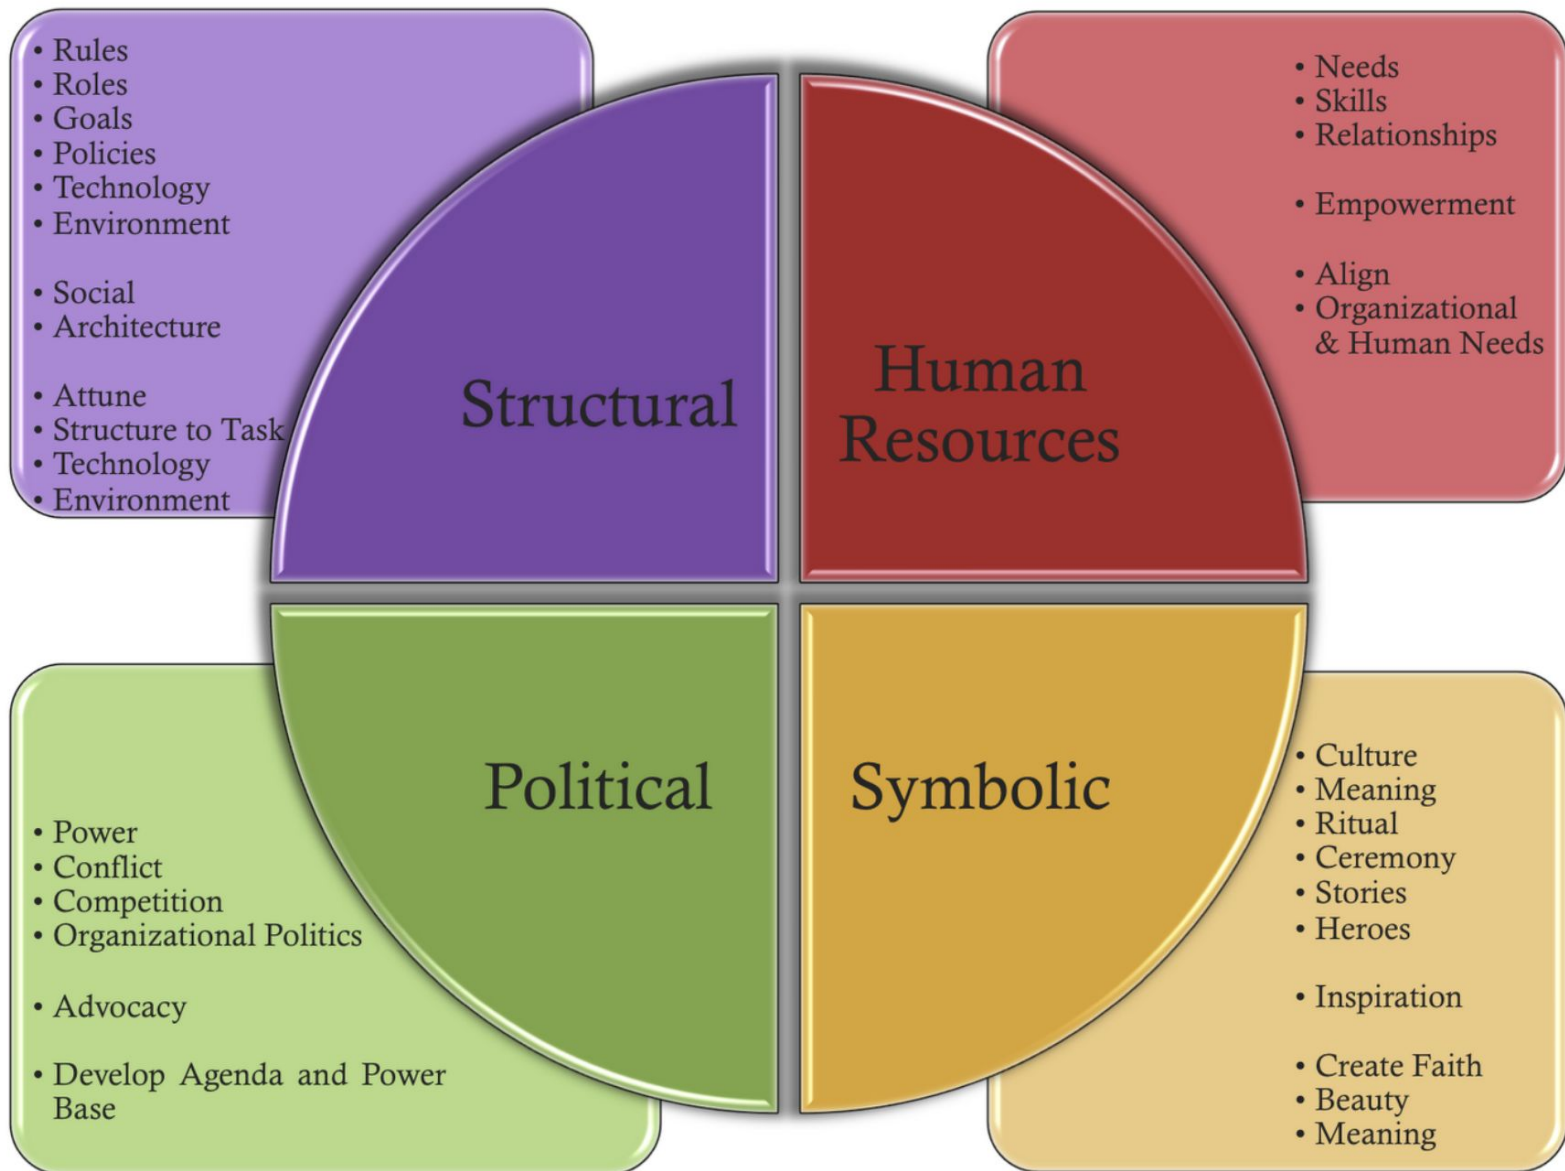 • Rules
• Roles
• Goals
• Policies
• Technology
• Environment
• Social
• Architecture
• Attune
• Structure to Task
• Technology
• Environment
Structural
Human
Resources
• Needs
• Skills
• Relationships
• Empowerment
• Align
• Organizational
& Human Needs
Political
• Power
• Conflict
• Competition
• Organizational Politics
• Advocacy
• Develop Agenda and Power
Base
Symbolic
• Culture
• Meaning
• Ritual
• Ceremony
• Stories
• Heroes
• Inspiration
• Create Faith
• Beauty
• Meaning